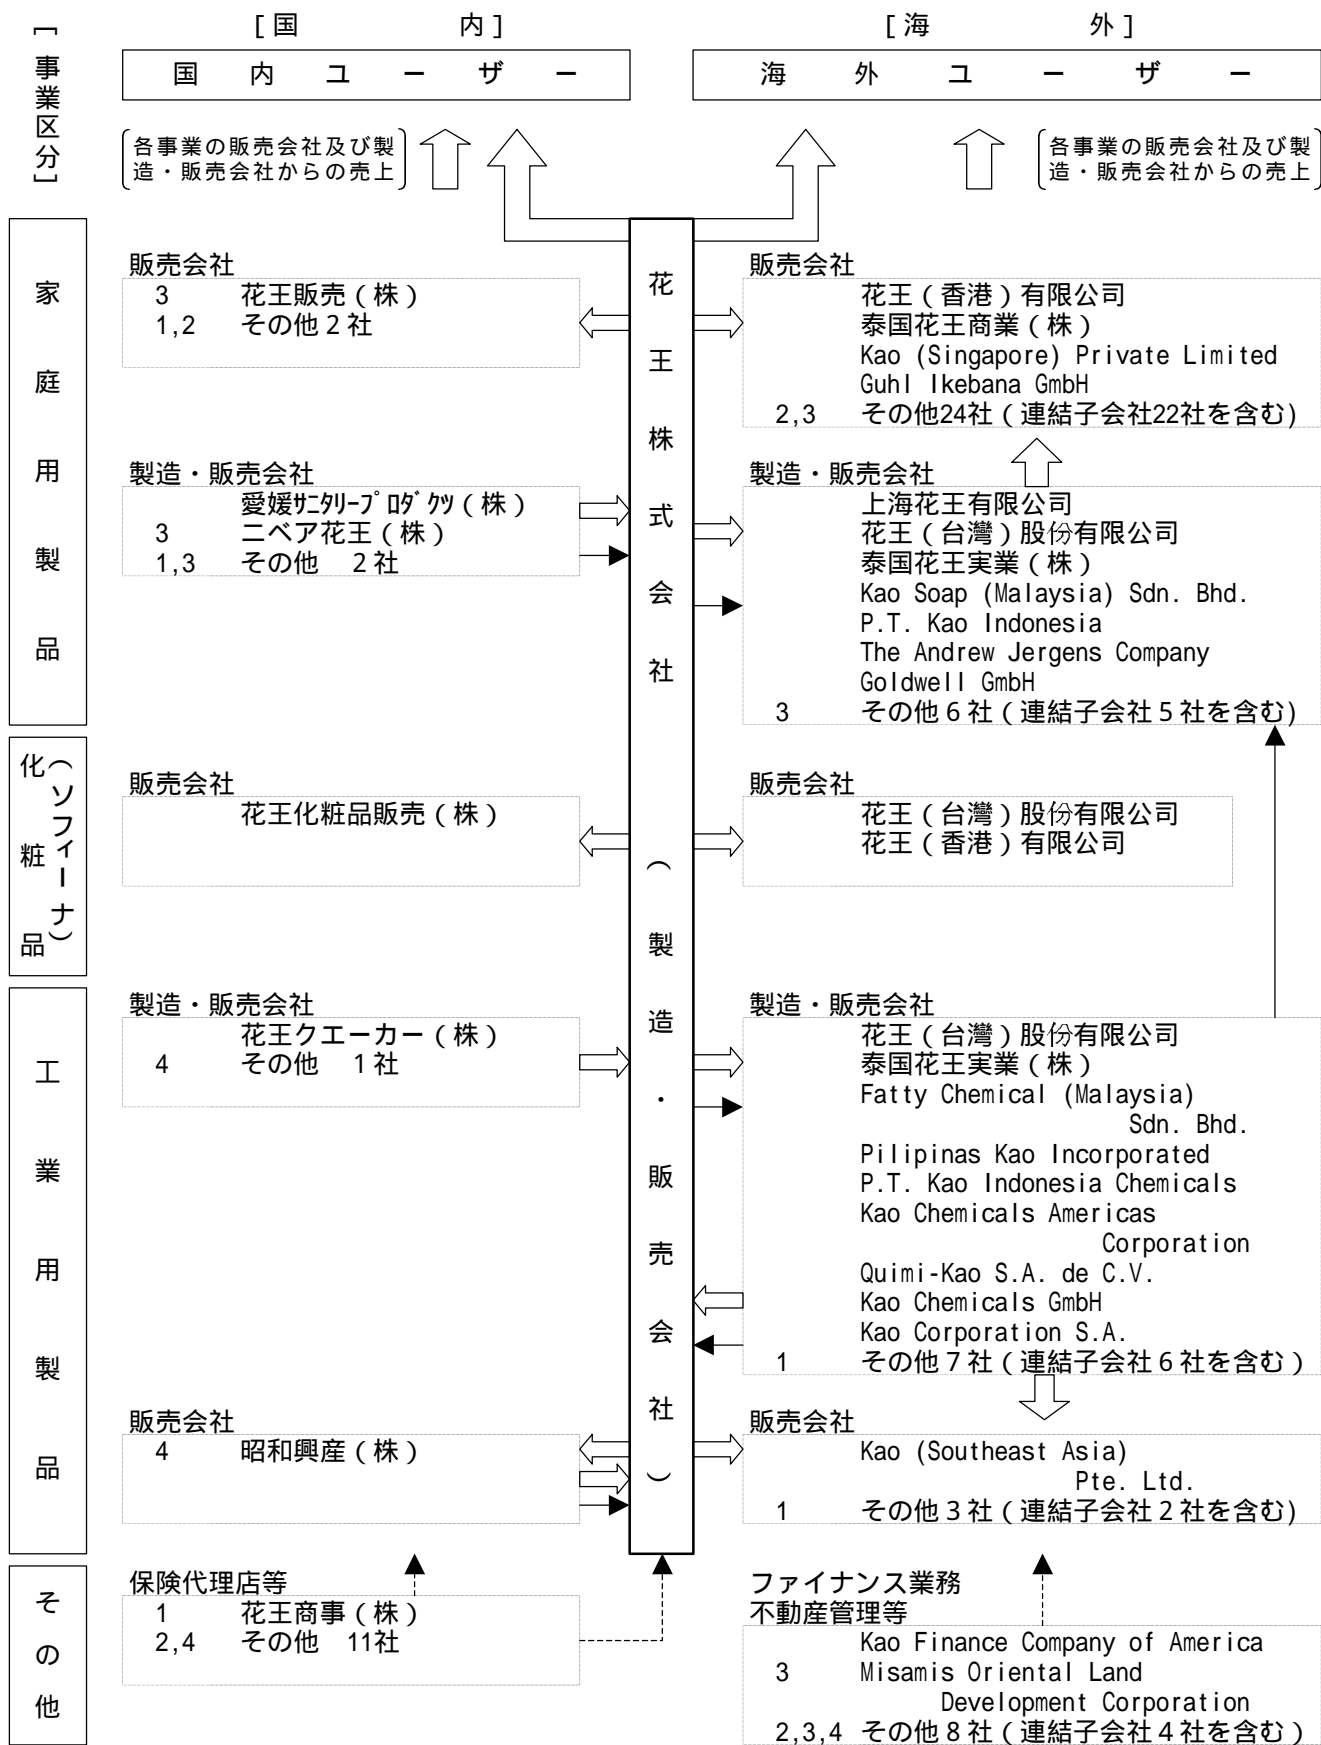 [事業区分]
[国　　内]
[海　　外]
国内ユーザー
海外ユーザー
各事業の販売会社及び製
造・販売会社からの売上
各事業の販売会社及び製
造・販売会社からの売上
花王株式会社（製造・販売会社）
家庭用製品
販売会社
3　花王販売（株）
1,2　その他２社
販売会社
花王（香港）有限公司
泰国花王商業（株）
Kao (Singapore) Private Limited
Guhl Ikebana GmbH
2,3　その他24社（連結子会社22社を含む）
製造・販売会社
愛媛ｻﾆﾀﾘｰﾌﾟﾛﾀﾞｸﾂ（株）
3　ニベア花王（株）
1,3　その他　２社
製造・販売会社
上海花王有限公司
花王（台灣）股份有限公司
泰国花王実業（株）
Kao Soap (Malaysia) Sdn. Bhd.
P.T. Kao Indonesia
The Andrew Jergens Company
Goldwell GmbH
3　その他６社（連結子会社５社を含む）
化粧品
（ソフィーナ）
販売会社
花王化粧品販売（株）
販売会社
花王（台灣）股份有限公司
花王（香港）有限公司
工業用製品
製造・販売会社
花王クエーカー（株）
4　その他　１社
製造・販売会社
花王（台灣）股份有限公司
泰国花王実業（株）
Fatty Chemical (Malaysia)
Sdn. Bhd.
Pilipinas Kao Incorporated
P.T. Kao Indonesia Chemicals
Kao Chemicals Americas
Corporation
Quimi-Kao S.A. de C.V.
Kao Chemicals GmbH
Kao Corporation S.A.
1　その他７社（連結子会社６社を含む）
販売会社
4　昭和興産（株）
販売会社
Kao (Southeast Asia)
Pte. Ltd.
1　その他３社（連結子会社２社を含む）
その他
保険代理店等
1　花王商事（株）
2,4　その他　11社
ファイナンス業務
不動産管理等
Kao Finance Company of America
3　Misamis Oriental Land
Development Corporation
2,3,4　その他８社（連結子会社４社を含む）